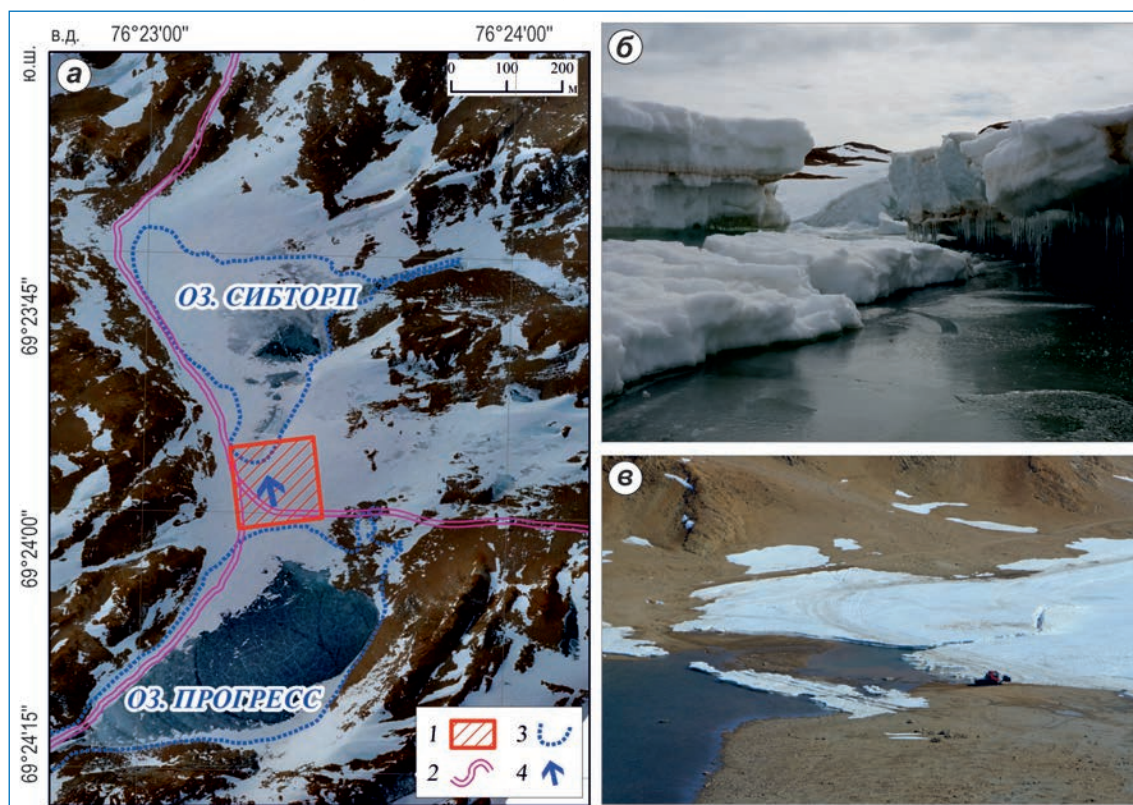 в.д. 76°23'00" 76°24'00"
ю.ш.
а
0 100 200
м
69°23'45"
ОЗ. СИБТОРП
69°24'00"
ОЗ. ПРОГРЕСС
69°24'15"
1 3
2 4
б
в